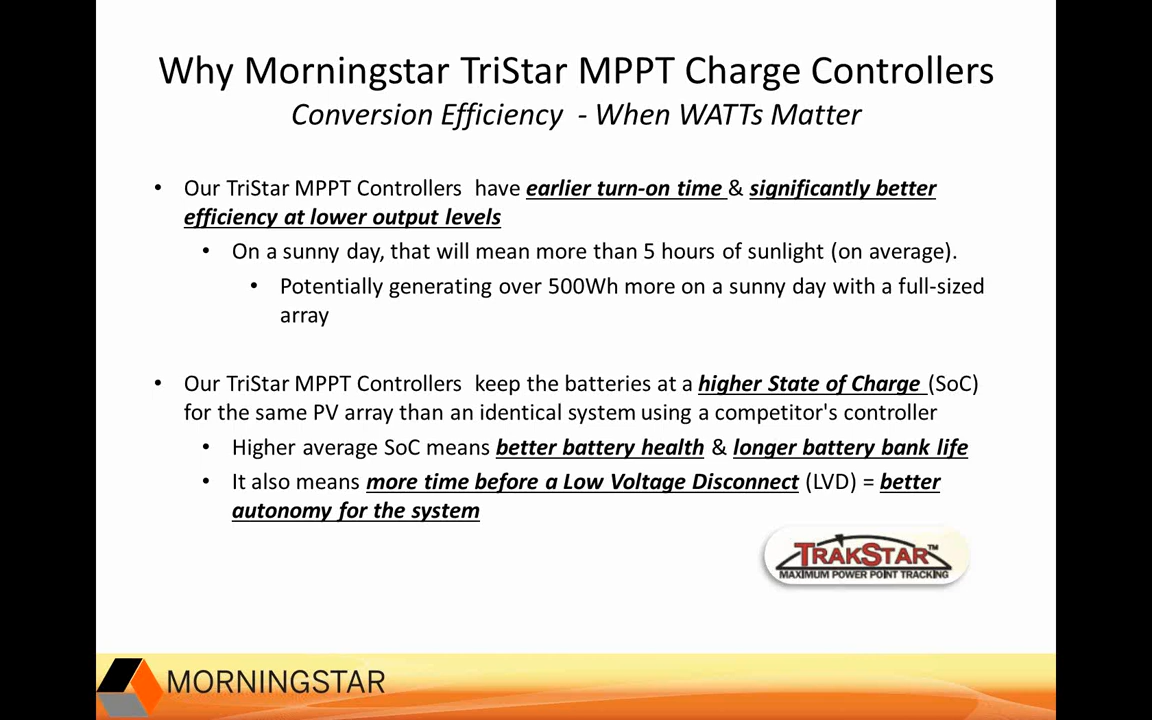 Why Morningstar TriStar MPPT Charge Controllers
Conversion Efficiency - When WATTs Matter
• Our TriStar MPPT Controllers have earlier turn-on time & significantly better
efficiency at lower output levels
• On a sunny day, that will mean more than 5 hours of sunlight (on average).
• Potentially generating over 500Wh more on a sunny day with a full-sized
array
• Our TriStar MPPT Controllers keep the batteries at a higher State of Charge (SoC)
for the same PV array than an identical system using a competitor's controller
• Higher average SoC means better battery health & longer battery bank life
• It also means more time before a Low Voltage Disconnect (LVD) = better
autonomy for the system
TRAKSTAR™
MAXIMUM POWER POINT TRACKING
MORNINGSTAR